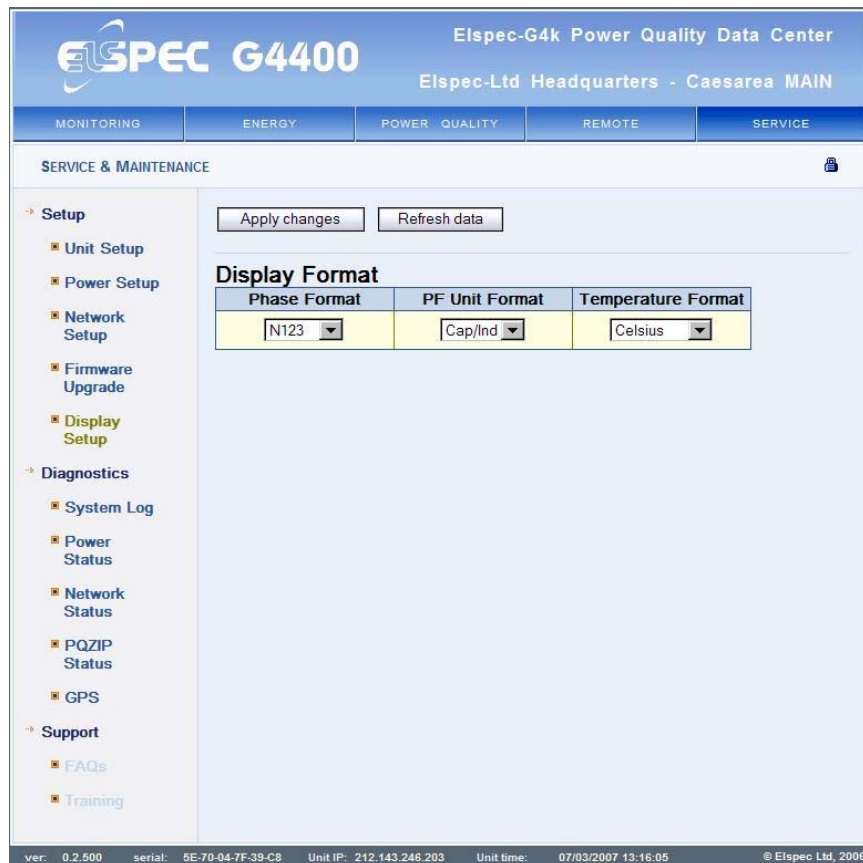 ELSPEC G4400
Elspec-G4k Power Quality Data Center
Elspec-Ltd Headquarters - Caesarea MAIN
MONITORING ENERGY POWER QUALITY REMOTE SERVICE
SERVICE & MAINTENANCE
Setup
Unit Setup
Power Setup
Network
Setup
Firmware
Upgrade
Display
Setup
Diagnostics
System Log
Power
Status
Network
Status
PQZIP
Status
GPS
Support
FAQs
Training
Apply changes Refresh data
Display Format
Phase Format PF Unit Format Temperature Format
N123 Cap/Ind Celsius
ver: 0.2.500 serial: 5E-70-04-7F-39-C8 Unit IP: 212.143.246.203 Unit time: 07/03/2007 13:16:05 © Elspec Ltd,